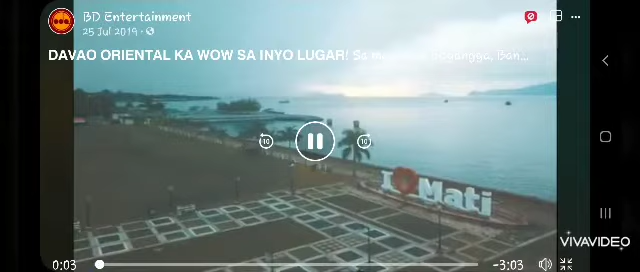 BD Entertainment
25 Jul 2019
DAVAO ORIENTAL KA WOW SA INYO LUGAR! Sa
10 10
I Mati
VIVAVIDEO
0:03 -3:03